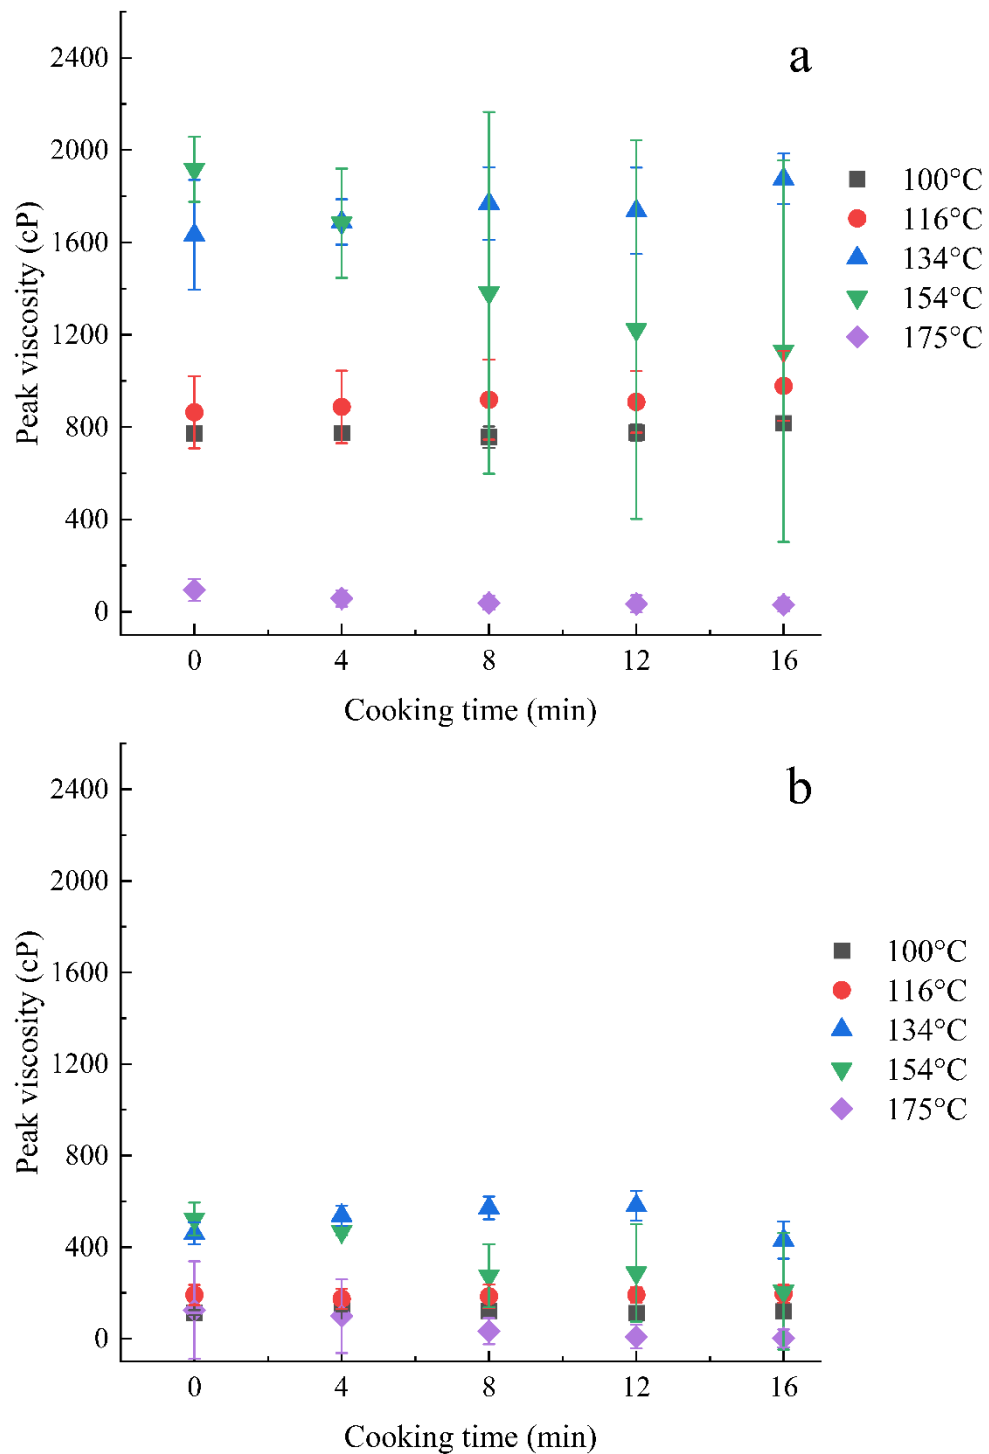 a
2400
2000
1600
1200
800
400
0
Peak viscosity (cP)
0 4 8 12 16
Cooking time (min)
100°C
116°C
134°C
154°C
175°C
b
2400
2000
1600
1200
800
400
0
Peak viscosity (cP)
0 4 8 12 16
Cooking time (min)
100°C
116°C
134°C
154°C
175°C